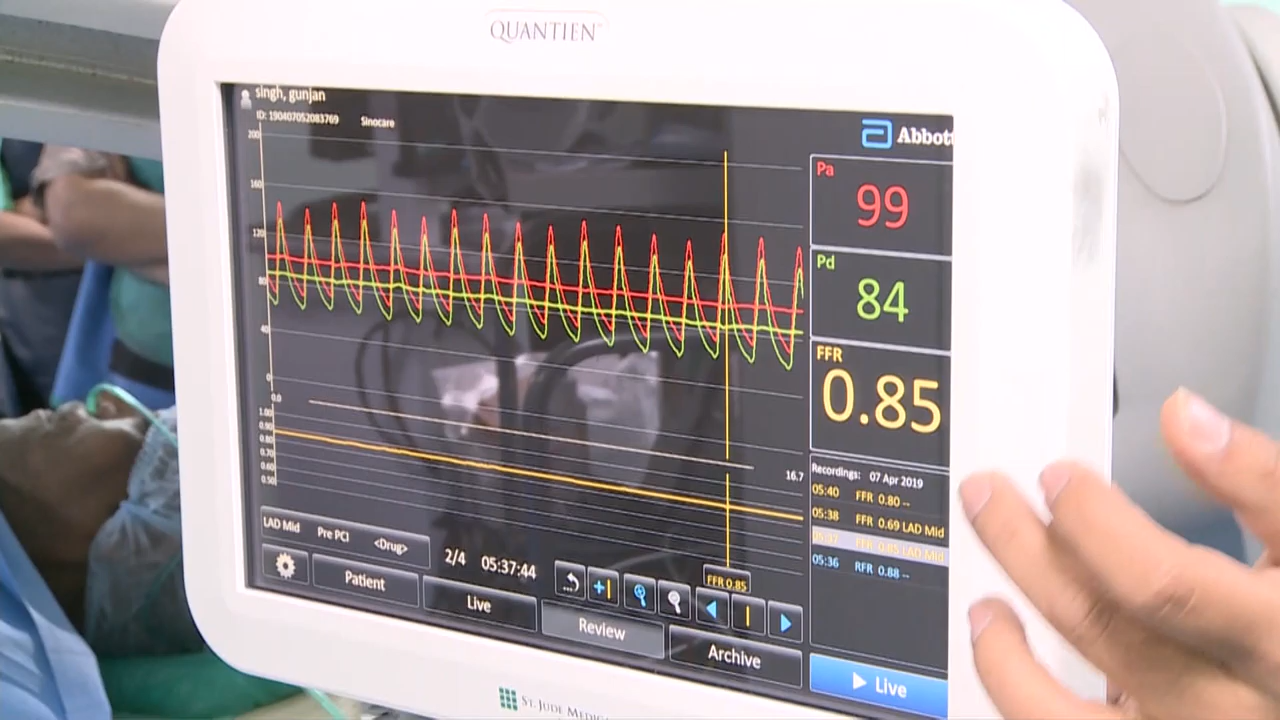 QUANTIEN™
singh, gunjan
ID: 190407052083769 Sinocare
Abbott
200
160
120
80
40
0
Pa
99
Pd
84
FFR
0.85
0.0
1.00
0.90
0.80
0.70
0.60
0.50
16.7
Recordings: 07 Apr 2019
05:40 FFR 0.80 --
05:38 FFR 0.69 LAD Mid
05:37 FFR 0.85 LAD Mid
05:36 RFR 0.88 --
LAD Mid Pre PCI <Drug>
2/4 05:37:44
FFR 0.85
Patient
Live
Review
Archive
Live
ST. JUDE MEDIC